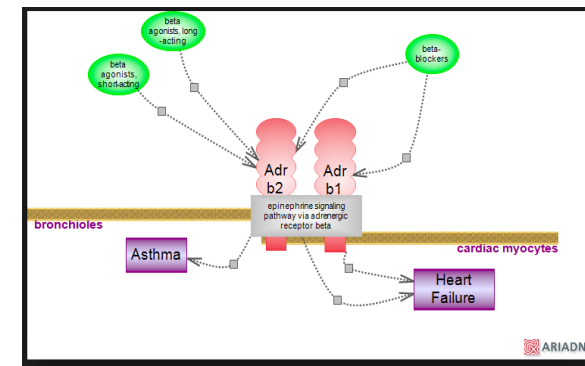 beta
agonists, long
-acting
beta
agonists,
short-acting
beta-
blockers
Adr
b2
Adr
b1
epinephrine signaling
pathway via adrenergic
receptor beta
bronchioles
cardiac myocytes
Asthma
Heart
Failure
ARIADN